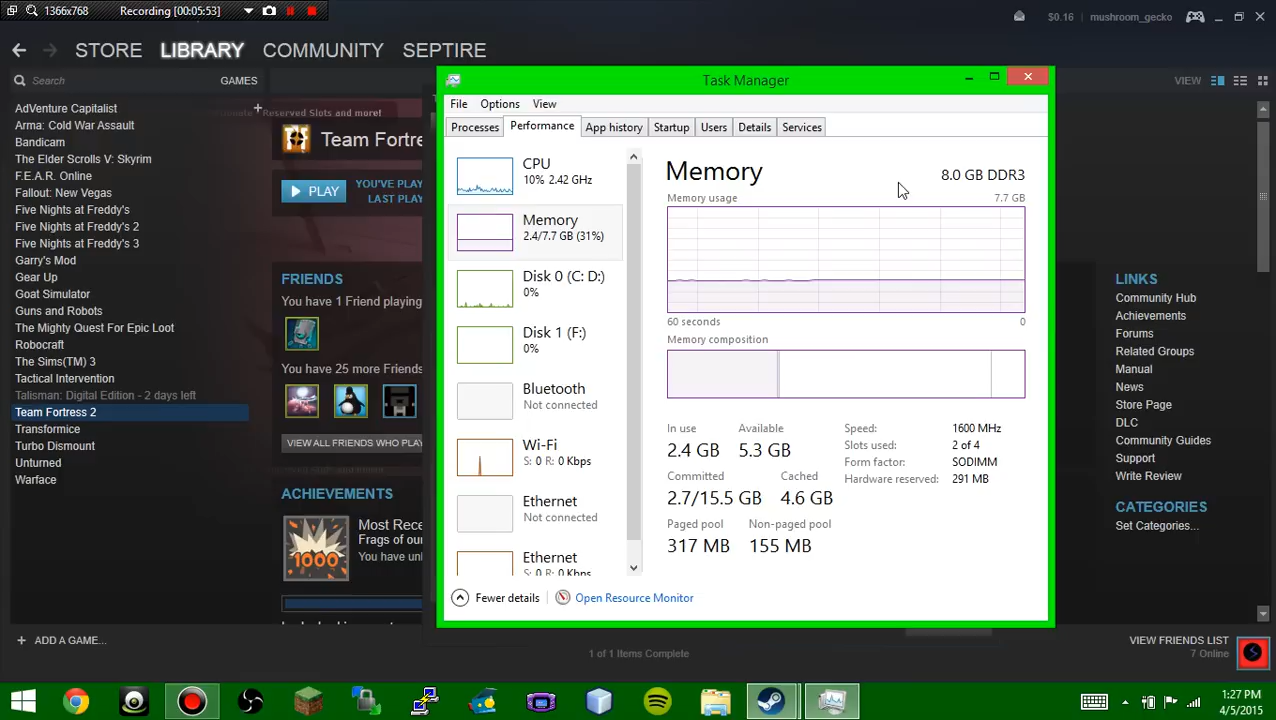 1366x768
Recording [00:05:53]
$0.16
mushroom_gecko
STORE
LIBRARY
COMMUNITY
SEPTIRE
Search
GAMES
VIEW
AdVenture Capitalist
Arma: Cold War Assault
Bandicam
The Elder Scrolls V: Skyrim
F.E.A.R. Online
Fallout: New Vegas
Five Nights at Freddy's
Five Nights at Freddy's 2
Five Nights at Freddy's 3
Garry's Mod
Gear Up
Goat Simulator
Guns and Robots
The Mighty Quest For Epic Loot
Robocraft
The Sims(TM) 3
Tactical Intervention
Talisman: Digital Edition - 2 days left
Team Fortress 2
Transformice
Turbo Dismount
Unturned
Warface
ADD A GAME...
Reserved Slots and more!
Team Fortr
PLAY
YOU'VE PLAY
LAST PLAY
FRIENDS
You have 1 Friend playing
You have 25 more Friends
VIEW ALL FRIENDS WHO PLAY
ACHIEVEMENTS
Most Rece
Frags of ou
You have un
1000
Task Manager
File
Options
View
Processes
Performance
App history
Startup
Users
Details
Services
CPU
10% 2.42 GHz
Memory
2.4/7.7 GB (31%)
Disk 0 (C: D:)
0%
Disk 1 (F:)
0%
Bluetooth
Not connected
Wi-Fi
S: 0 R: 0 Kbps
Ethernet
Not connected
Ethernet
S: 0 R: 0 Kbps
Memory
8.0 GB DDR3
Memory usage
7.7 GB
60 seconds
0
Memory composition
In use
2.4 GB
Available
5.3 GB
Committed
2.7/15.5 GB
Cached
4.6 GB
Paged pool
317 MB
Non-paged pool
155 MB
Speed:
1600 MHz
Slots used:
2 of 4
Form factor:
SODIMM
Hardware reserved:
291 MB
Fewer details
Open Resource Monitor
1 of 1 Items Complete
LINKS
Community Hub
Achievements
Forums
Related Groups
Manual
News
Store Page
DLC
Community Guides
Support
Write Review
CATEGORIES
Set Categories...
VIEW FRIENDS LIST
7 Online
1:27 PM
4/5/2015